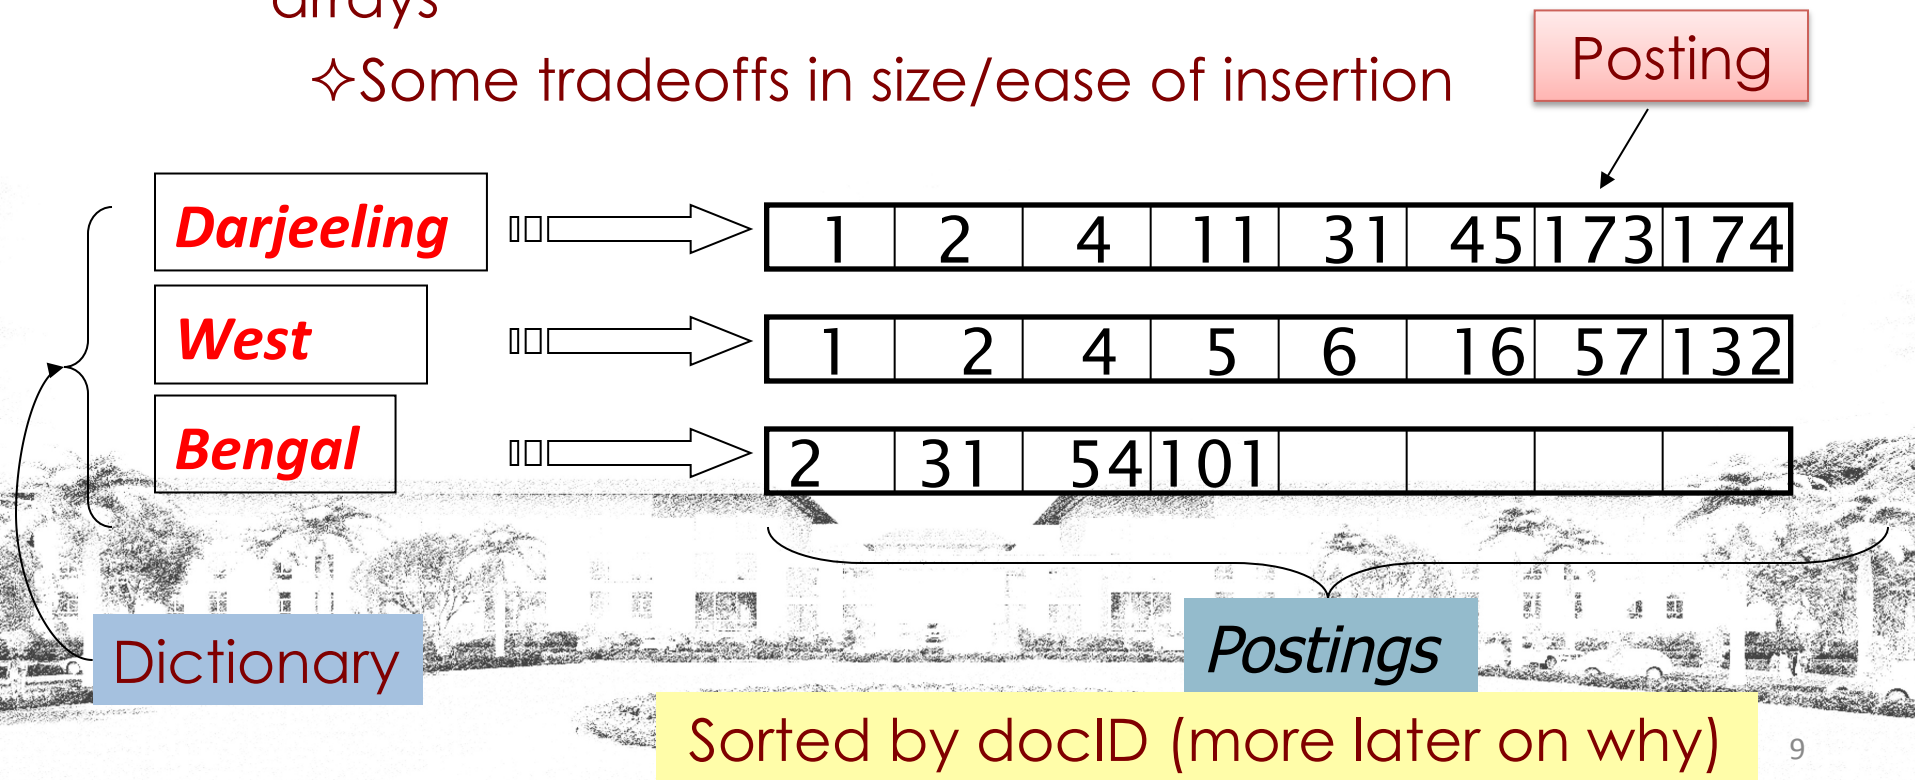 arrays
✧Some tradeoffs in size/ease of insertion
Posting
Darjeeling 1 2 4 11 31 45 173 174
West 1 2 4 5 6 16 57 132
Bengal 2 31 54 101
Dictionary
Postings
Sorted by docID (more later on why)
9